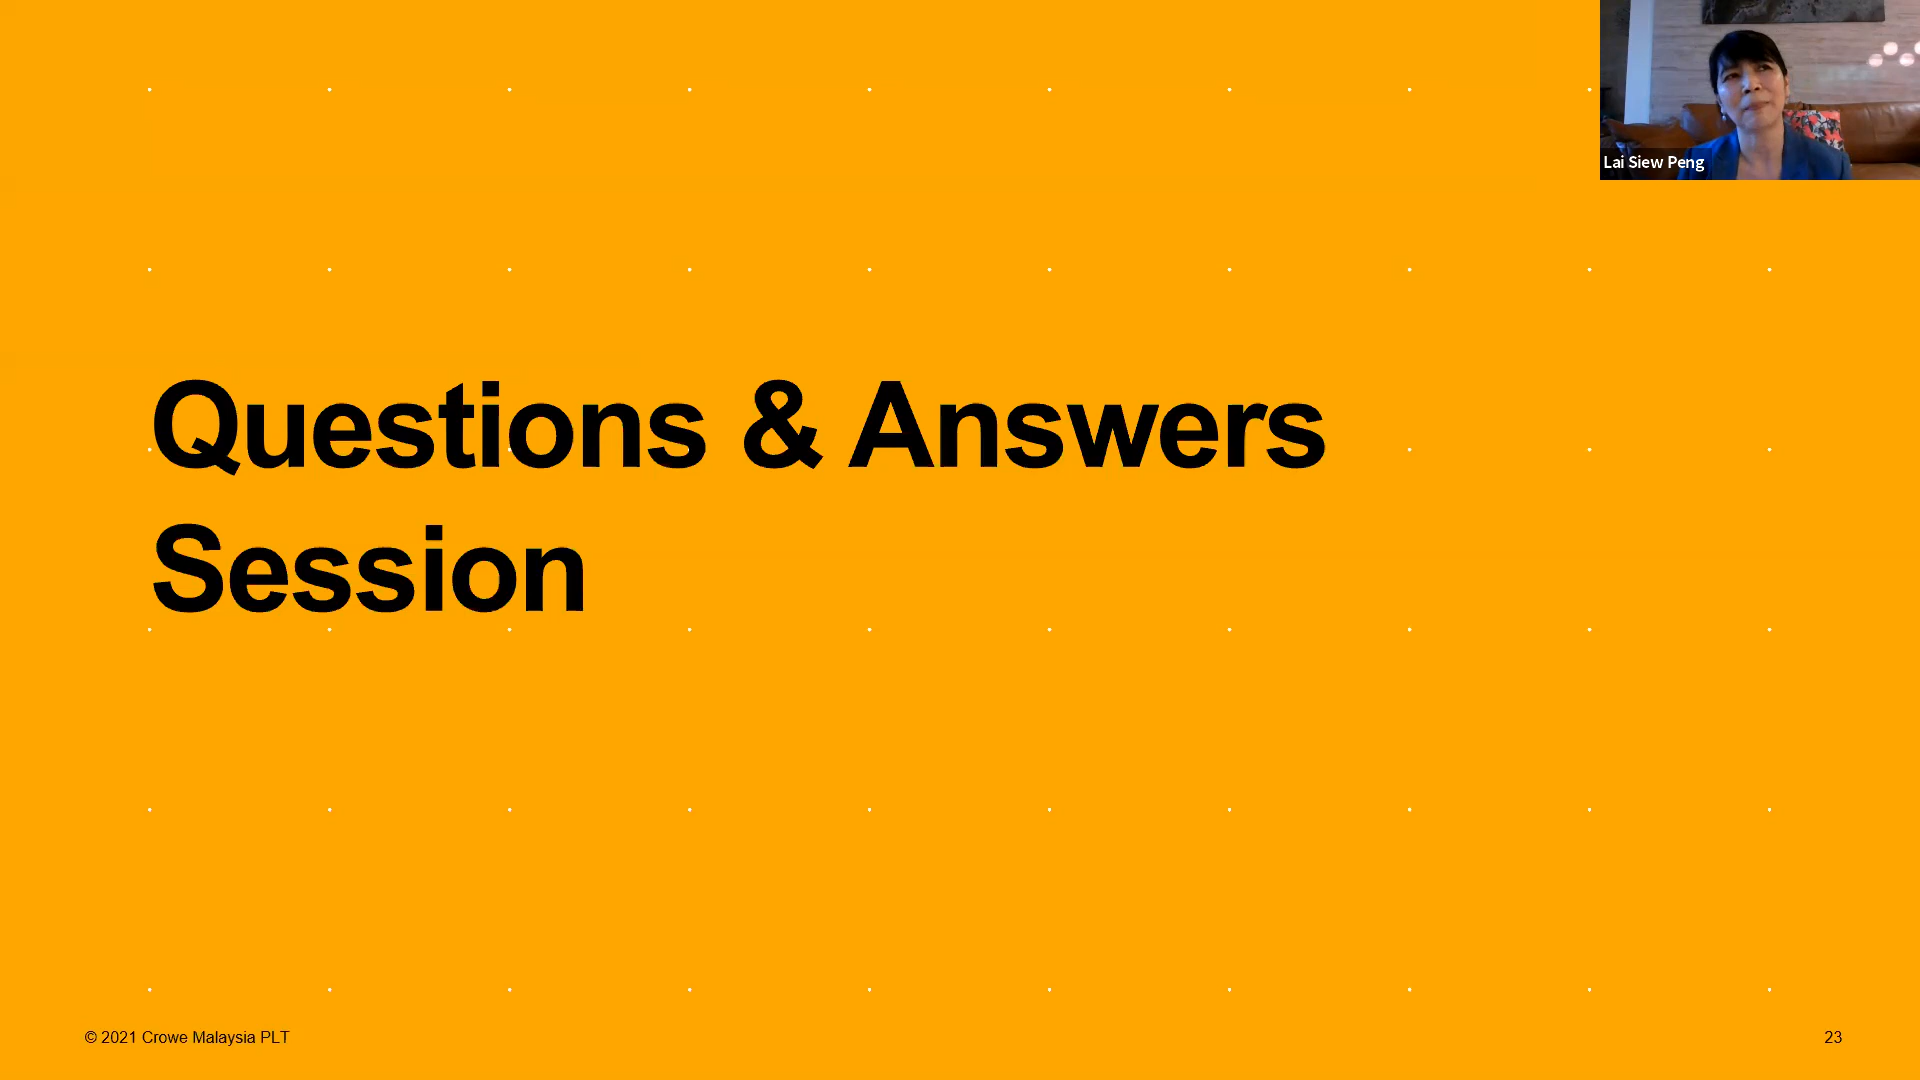 Lai Siew Peng
Questions & Answers
Session
© 2021 Crowe Malaysia PLT
23